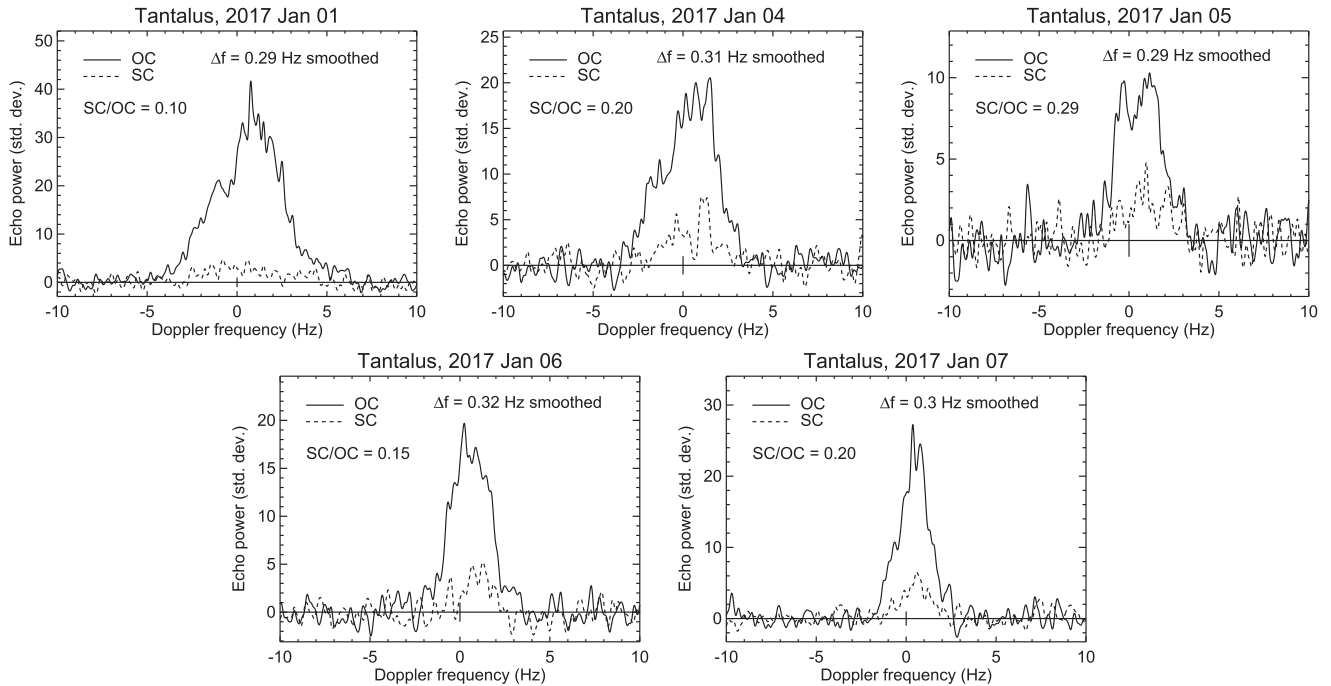 Tantalus, 2017 Jan 01
50
40
30
20
10
0
Echo power (std. dev.)
OC
SC
Δf = 0.29 Hz smoothed
SC/OC = 0.10
-10 -5 0 5 10
Doppler frequency (Hz)
Tantalus, 2017 Jan 04
25
20
15
10
5
0
Echo power (std. dev.)
OC
SC
Δf = 0.31 Hz smoothed
SC/OC = 0.20
-10 -5 0 5 10
Doppler frequency (Hz)
Tantalus, 2017 Jan 05
10
5
0
Echo power (std. dev.)
OC
SC
Δf = 0.29 Hz smoothed
SC/OC = 0.29
-10 -5 0 5 10
Doppler frequency (Hz)
Tantalus, 2017 Jan 06
20
15
10
5
0
Echo power (std. dev.)
OC
SC
Δf = 0.32 Hz smoothed
SC/OC = 0.15
-10 -5 0 5 10
Doppler frequency (Hz)
Tantalus, 2017 Jan 07
30
20
10
0
Echo power (std. dev.)
OC
SC
Δf = 0.3 Hz smoothed
SC/OC = 0.20
-10 -5 0 5 10
Doppler frequency (Hz)